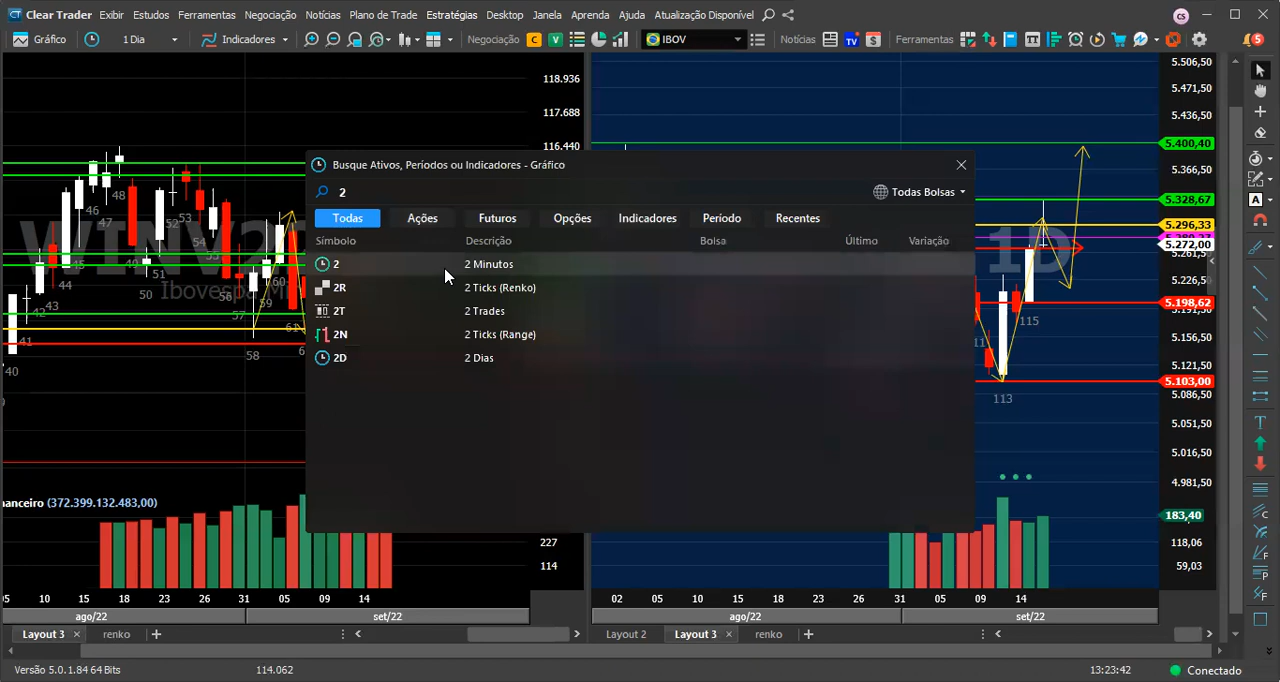 CT Clear Trader Exibir Estudos Ferramentas Negociação Notícias Plano de Trade Estratégias Desktop Janela Aprenda Ajuda Atualização Disponível CS
Gráfico 1 Dia Indicadores Negociação C V IBOV Notícias TV $ Ferramentas TT 5
118.936
117.688
116.440
227
114
5.506,50
5.471,50
5.436,50
5.400,40
5.366,50
5.328,67
5.296,33
5.272,00
5.226,50
5.198,62
5.156,50
5.121,50
5.103,00
5.086,50
5.051,50
5.016,50
4.981,50
183,40
118,06
59,03
Busque Ativos, Períodos ou Indicadores - Gráfico
2 Todas Bolsas
Todas Ações Futuros Opções Indicadores Período Recentes
Símbolo Descrição Bolsa Último Variação
2 2 Minutos
2R 2 Ticks (Renko)
2T 2 Trades
2N 2 Ticks (Range)
2D 2 Dias
1D
40
41
42
43
44
45
46
47
48
49
50
51
52
53
54
55
56
57
58
59
60
61
113
115
nanceiro (372.399.132.483,00)
10 15 18 23 26 31 05 09 14
ago/22 set/22
02 05 10 15 18 23 26 31 05 09 14
ago/22 set/22
Layout 3 × renko +
Layout 2 Layout 3 × renko +
Versão 5.0.1.84 64 Bits 114.062 13:23:42 Conectado